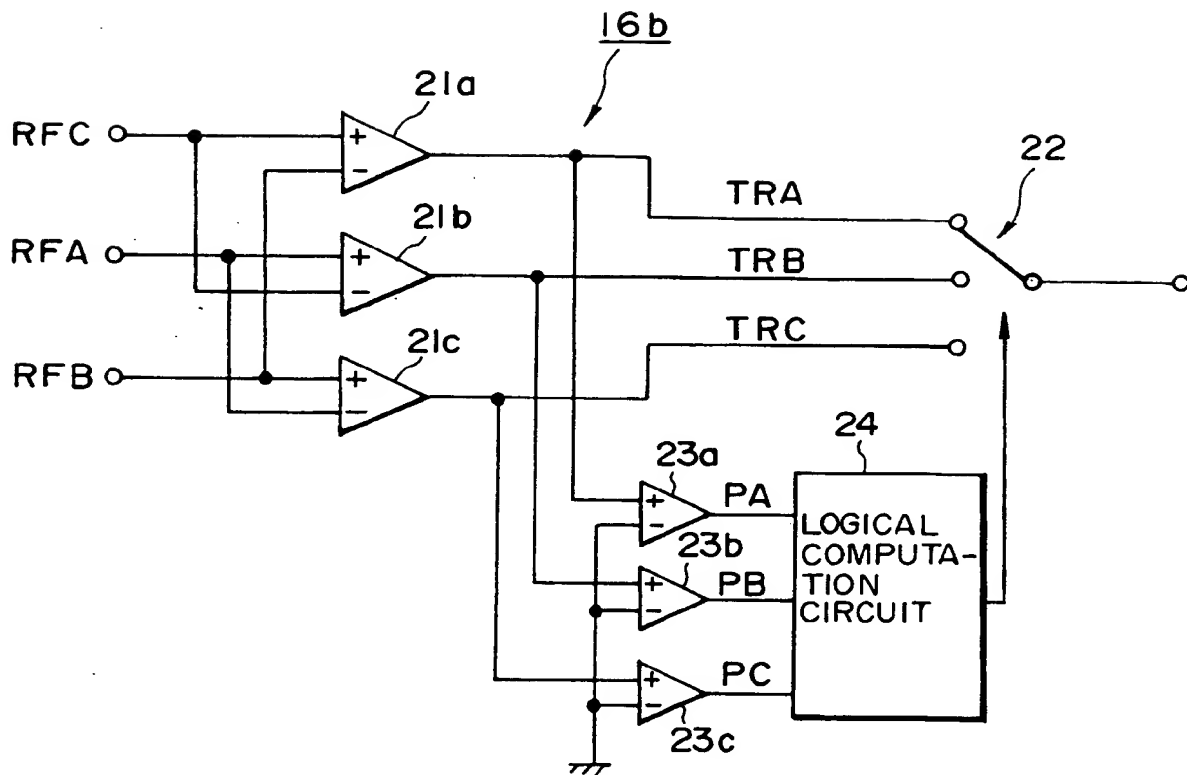 16b
21a
RFC
+
-
22
TRA
21b
RFA
+
-
TRB
21c
TRC
RFB
+
-
24
23a
+
-
PA
LOGICAL
COMPUTA-
TION
CIRCUIT
23b
+
-
PB
+
-
PC
23c